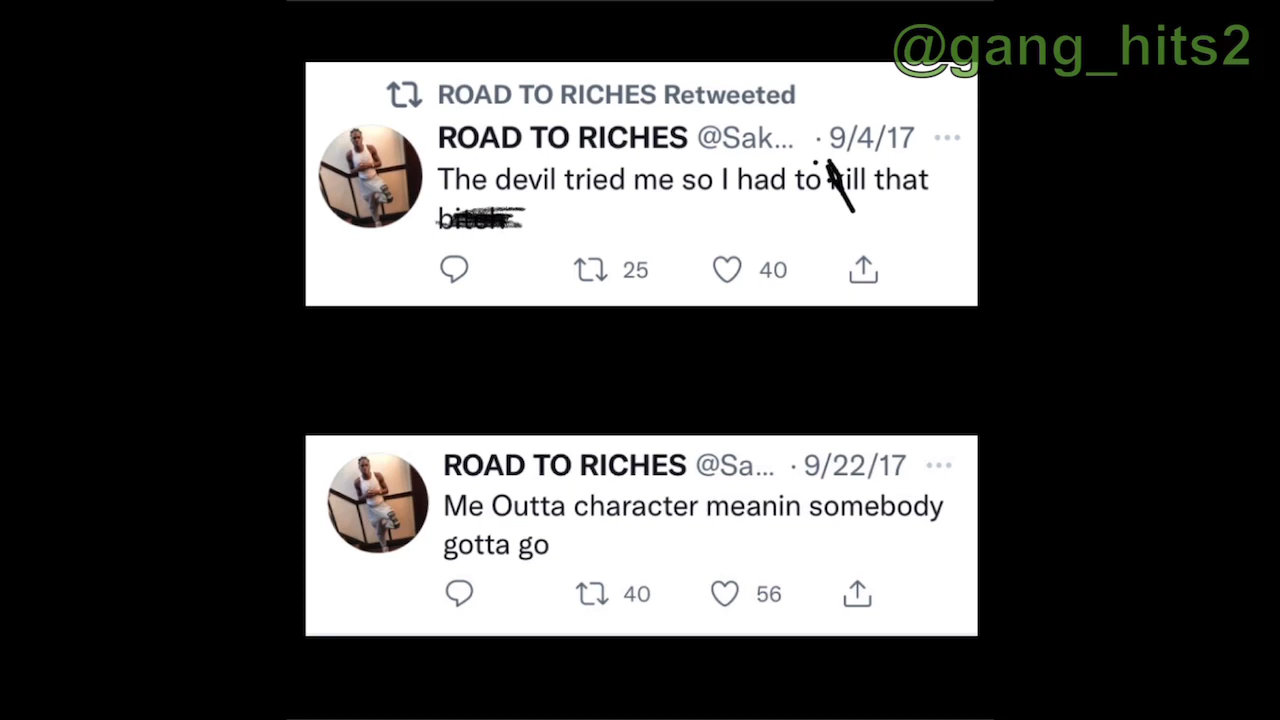 @gang_hits2
ROAD TO RICHES Retweeted
ROAD TO RICHES @Sak... · 9/4/17
The devil tried me so I had to kill that
bitch
25 40
ROAD TO RICHES @Sa... · 9/22/17
Me Outta character meanin somebody
gotta go
40 56